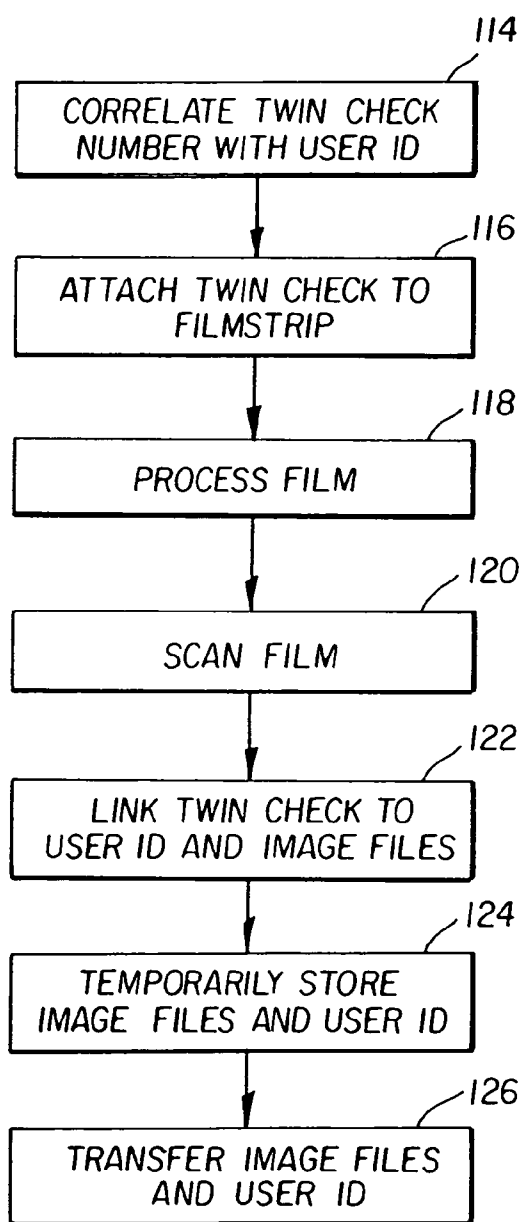 114
CORRELATE TWIN CHECK
NUMBER WITH USER ID
116
ATTACH TWIN CHECK TO
FILMSTRIP
118
PROCESS FILM
120
SCAN FILM
122
LINK TWIN CHECK TO
USER ID AND IMAGE FILES
124
TEMPORARILY STORE
IMAGE FILES AND USER ID
126
TRANSFER IMAGE FILES
AND USER ID